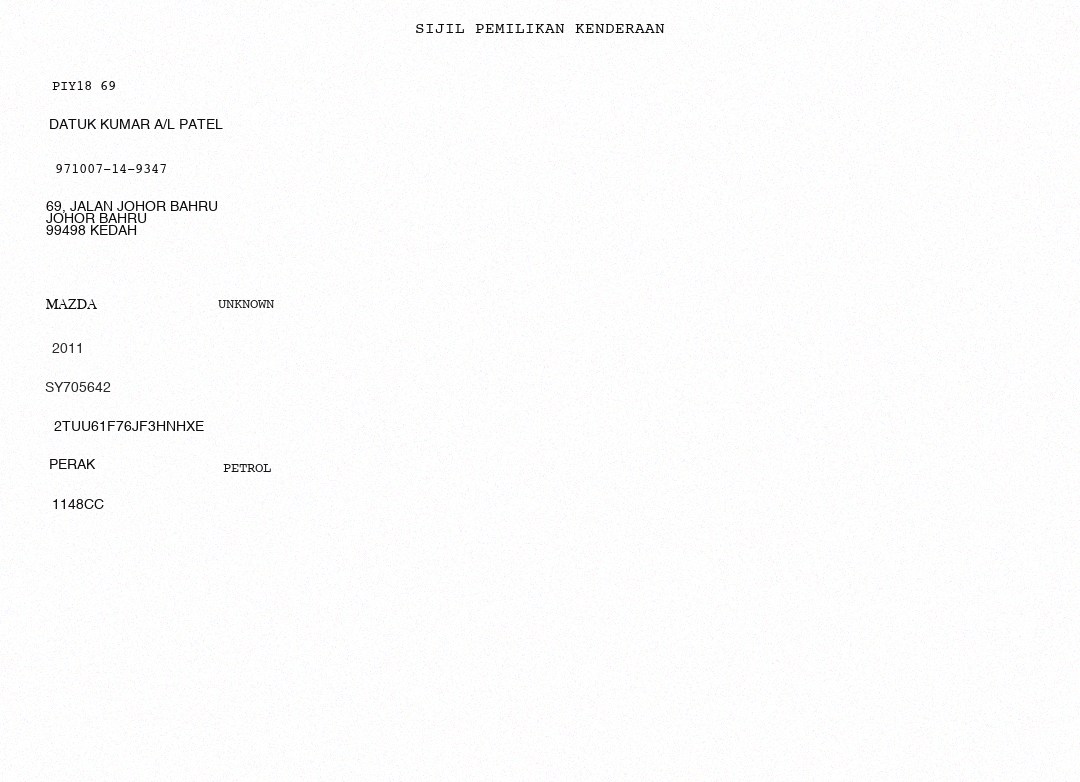 SIJIL PEMILIKAN KENDERAAN
PIY18 69
DATUK KUMAR A/L PATEL
971007-14-9347
69, JALAN JOHOR BAHRU
JOHOR BAHRU
99498 KEDAH
MAZDA UNKNOWN
2011
SY705642
2TUU61F76JF3HNHXE
PERAK PETROL
1148CC